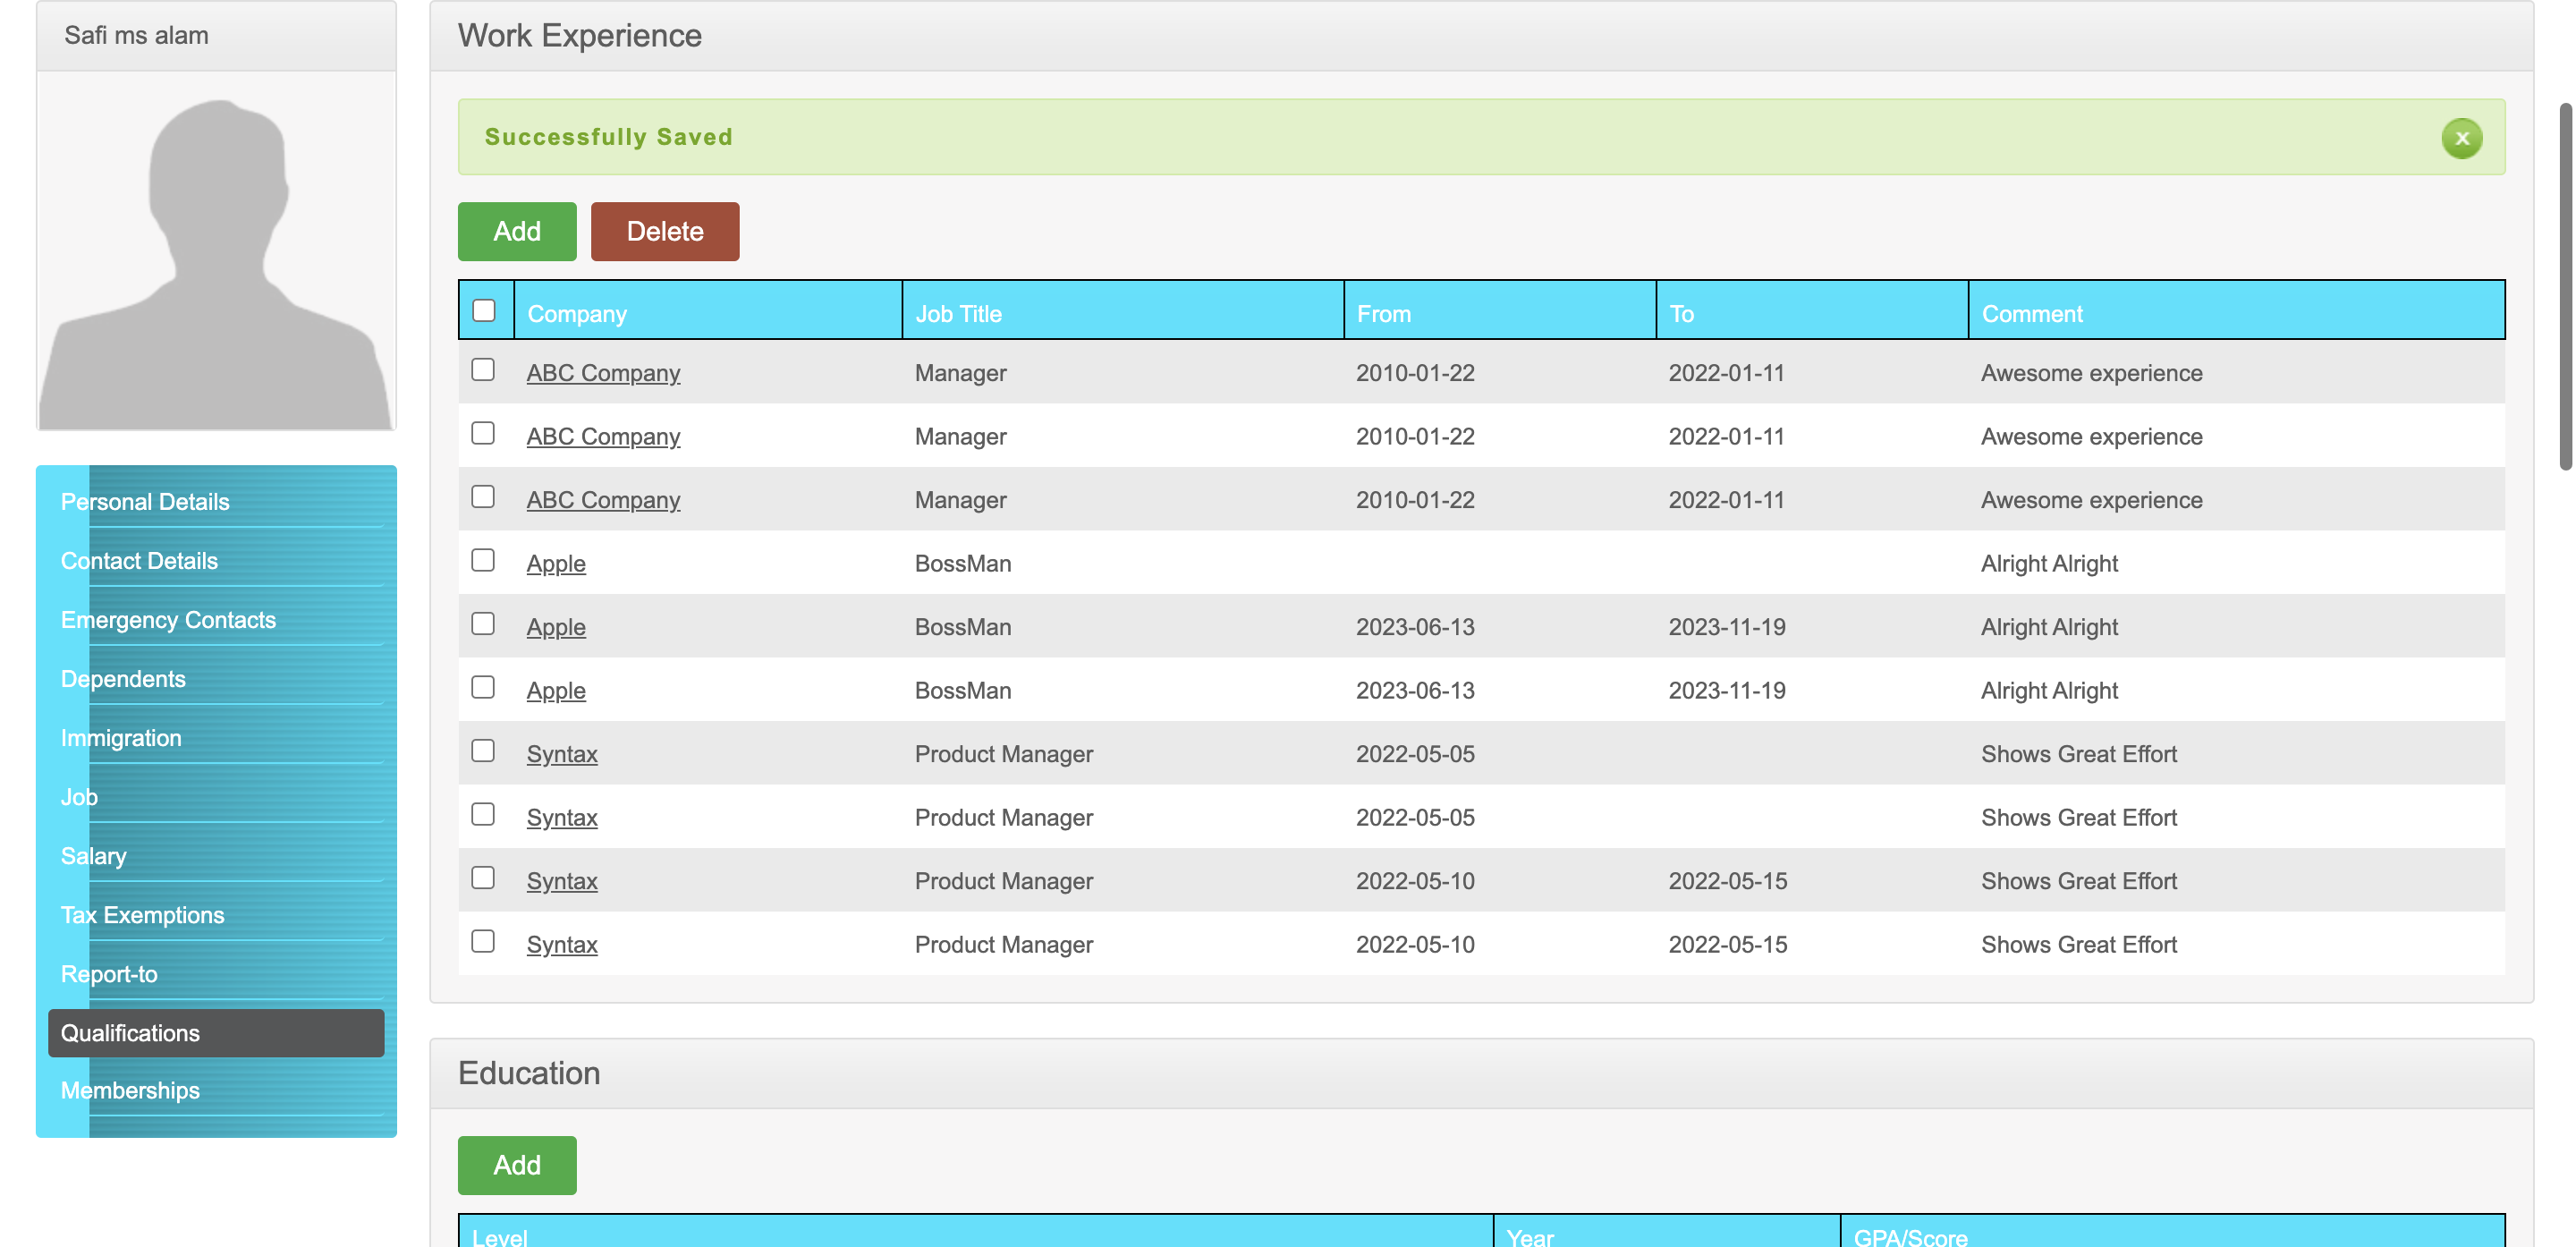 Safi ms alam
Personal Details
Contact Details
Emergency Contacts
Dependents
Immigration
Job
Salary
Tax Exemptions
Report-to
Qualifications
Memberships
Work Experience
Successfully Saved
x
Add Delete
Company Job Title From To Comment
ABC Company Manager 2010-01-22 2022-01-11 Awesome experience
ABC Company Manager 2010-01-22 2022-01-11 Awesome experience
ABC Company Manager 2010-01-22 2022-01-11 Awesome experience
Apple BossMan Alright Alright
Apple BossMan 2023-06-13 2023-11-19 Alright Alright
Apple BossMan 2023-06-13 2023-11-19 Alright Alright
Syntax Product Manager 2022-05-05 Shows Great Effort
Syntax Product Manager 2022-05-05 Shows Great Effort
Syntax Product Manager 2022-05-10 2022-05-15 Shows Great Effort
Syntax Product Manager 2022-05-10 2022-05-15 Shows Great Effort
Education
Add
Level Year GPA/Score